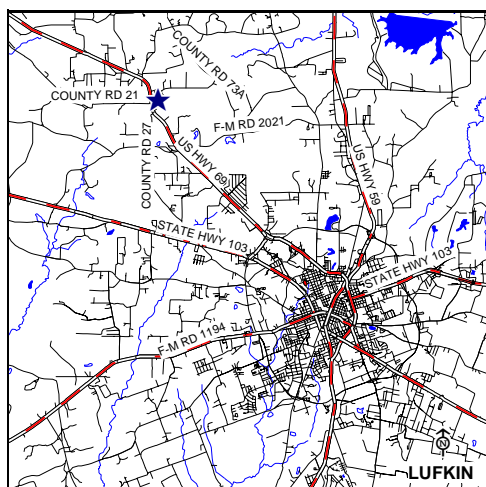 COUNTY RD 73A
COUNTY RD 21
F-M RD 2021
COUNTY RD 27
US HWY 69
US HWY 59
STATE HWY 103
STATE HWY 103
F-M RD 1194
N
LUFKIN